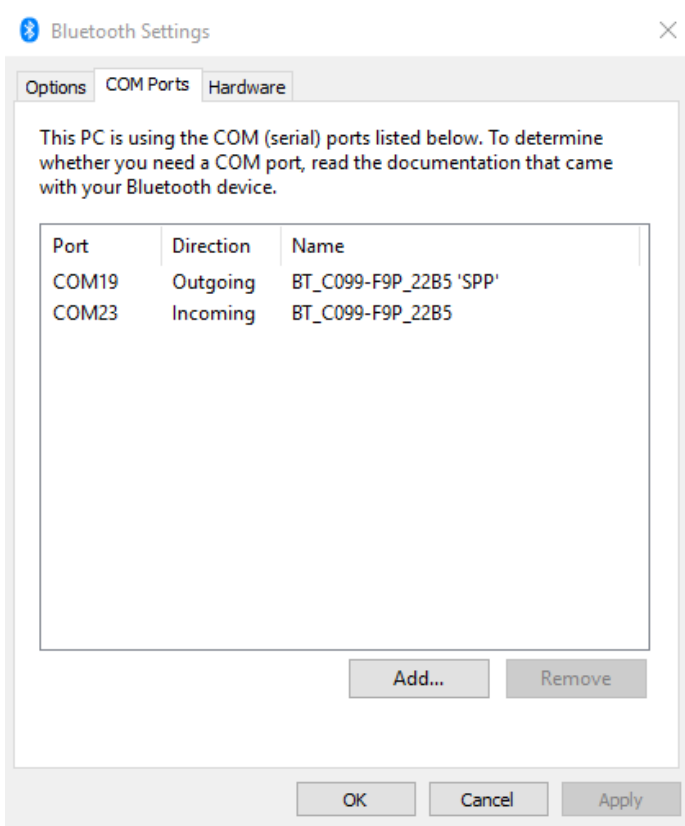 Bluetooth Settings
Options COM Ports Hardware
This PC is using the COM (serial) ports listed below. To determine
whether you need a COM port, read the documentation that came
with your Bluetooth device.
Port Direction Name
COM19 Outgoing BT_C099-F9P_22B5 'SPP'
COM23 Incoming BT_C099-F9P_22B5
Add... Remove
OK Cancel Apply